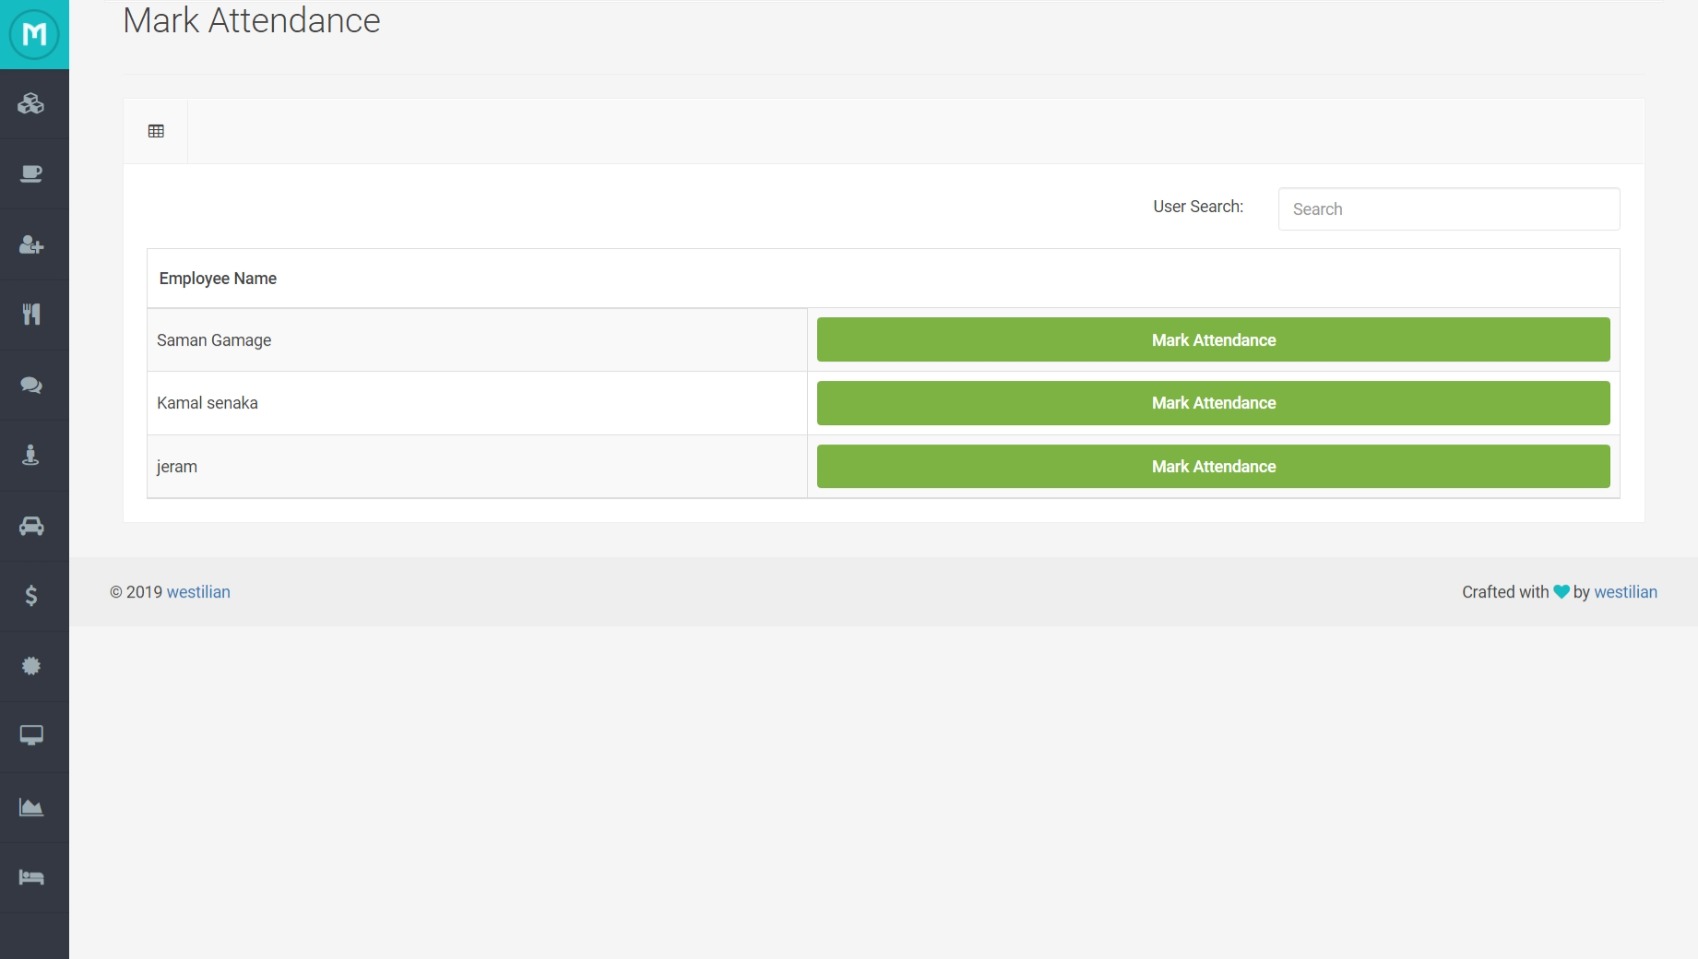 M
Mark Attendance
User Search:
Search
Employee Name
Saman Gamage
Mark Attendance
Kamal senaka
Mark Attendance
jeram
Mark Attendance
© 2019 westilian
Crafted with by westilian